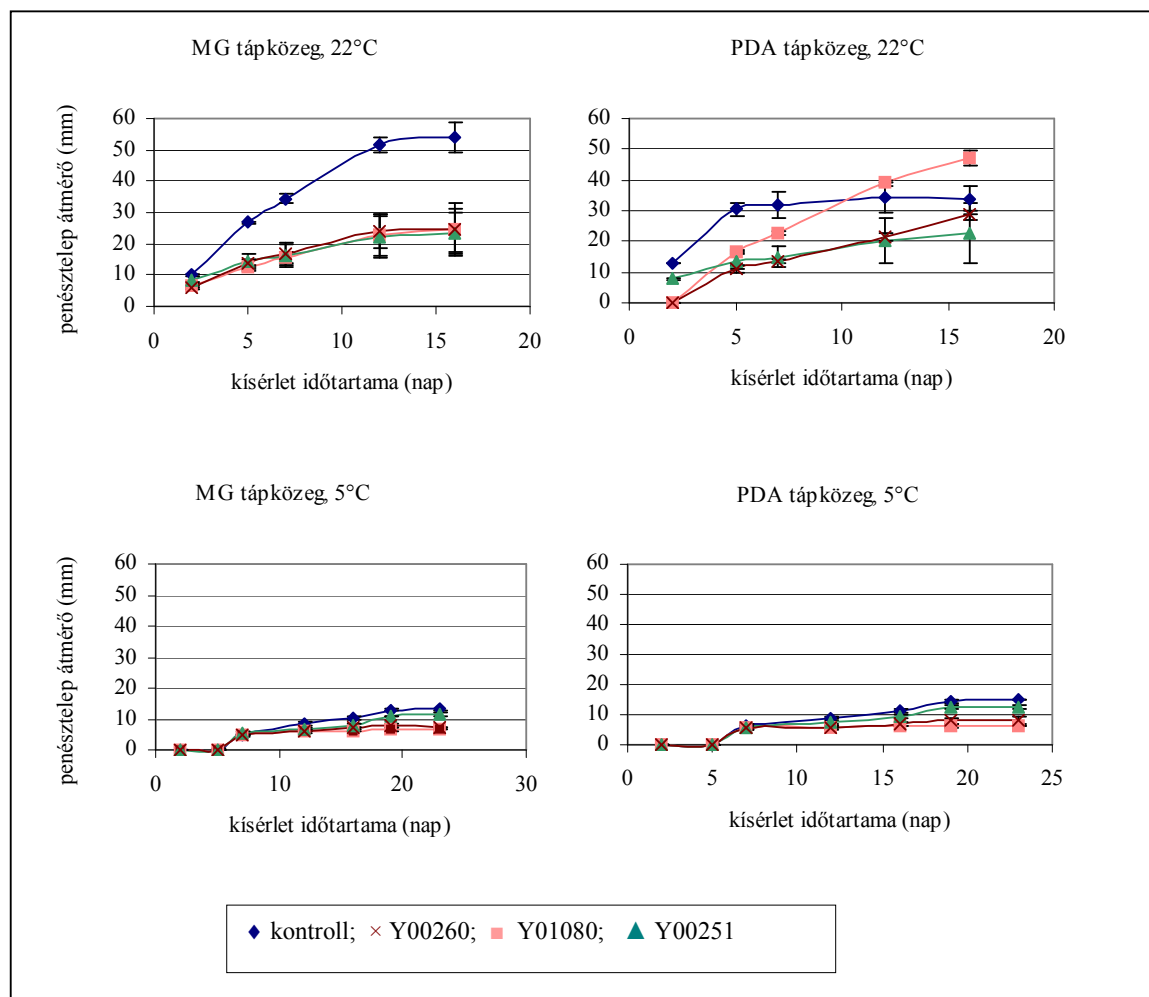 MG tápközeg, 22°C
penésztelep átmérő (mm)
60
50
40
30
20
10
0
0 5 10 15 20
kísérlet időtartama (nap)
PDA tápközeg, 22°C
60
50
40
30
20
10
0
0 5 10 15 20
kísérlet időtartama (nap)
MG tápközeg, 5°C
penésztelep átmérő (mm)
60
50
40
30
20
10
0
0 10 20 30
kísérlet időtartama (nap)
PDA tápközeg, 5°C
60
50
40
30
20
10
0
0 5 10 15 20 25
kísérlet időtartama (nap)
kontroll; Y00260; Y01080; Y00251